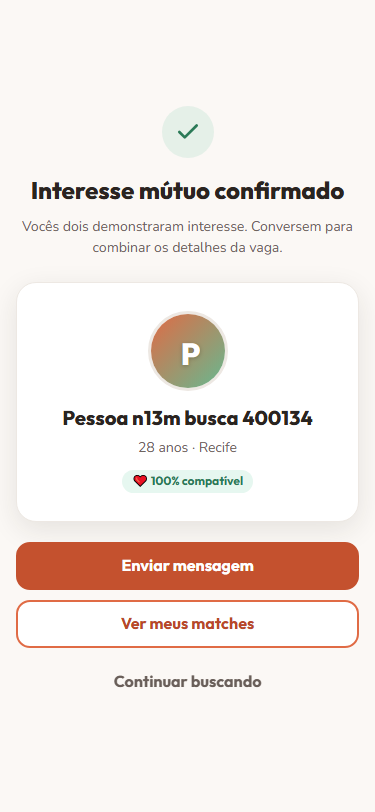 Interesse mútuo confirmado
Vocês dois demonstraram interesse. Conversem para
combinar os detalhes da vaga.
P
Pessoa n13m busca 400134
28 anos · Recife
100% compatível
Enviar mensagem
Ver meus matches
Continuar buscando